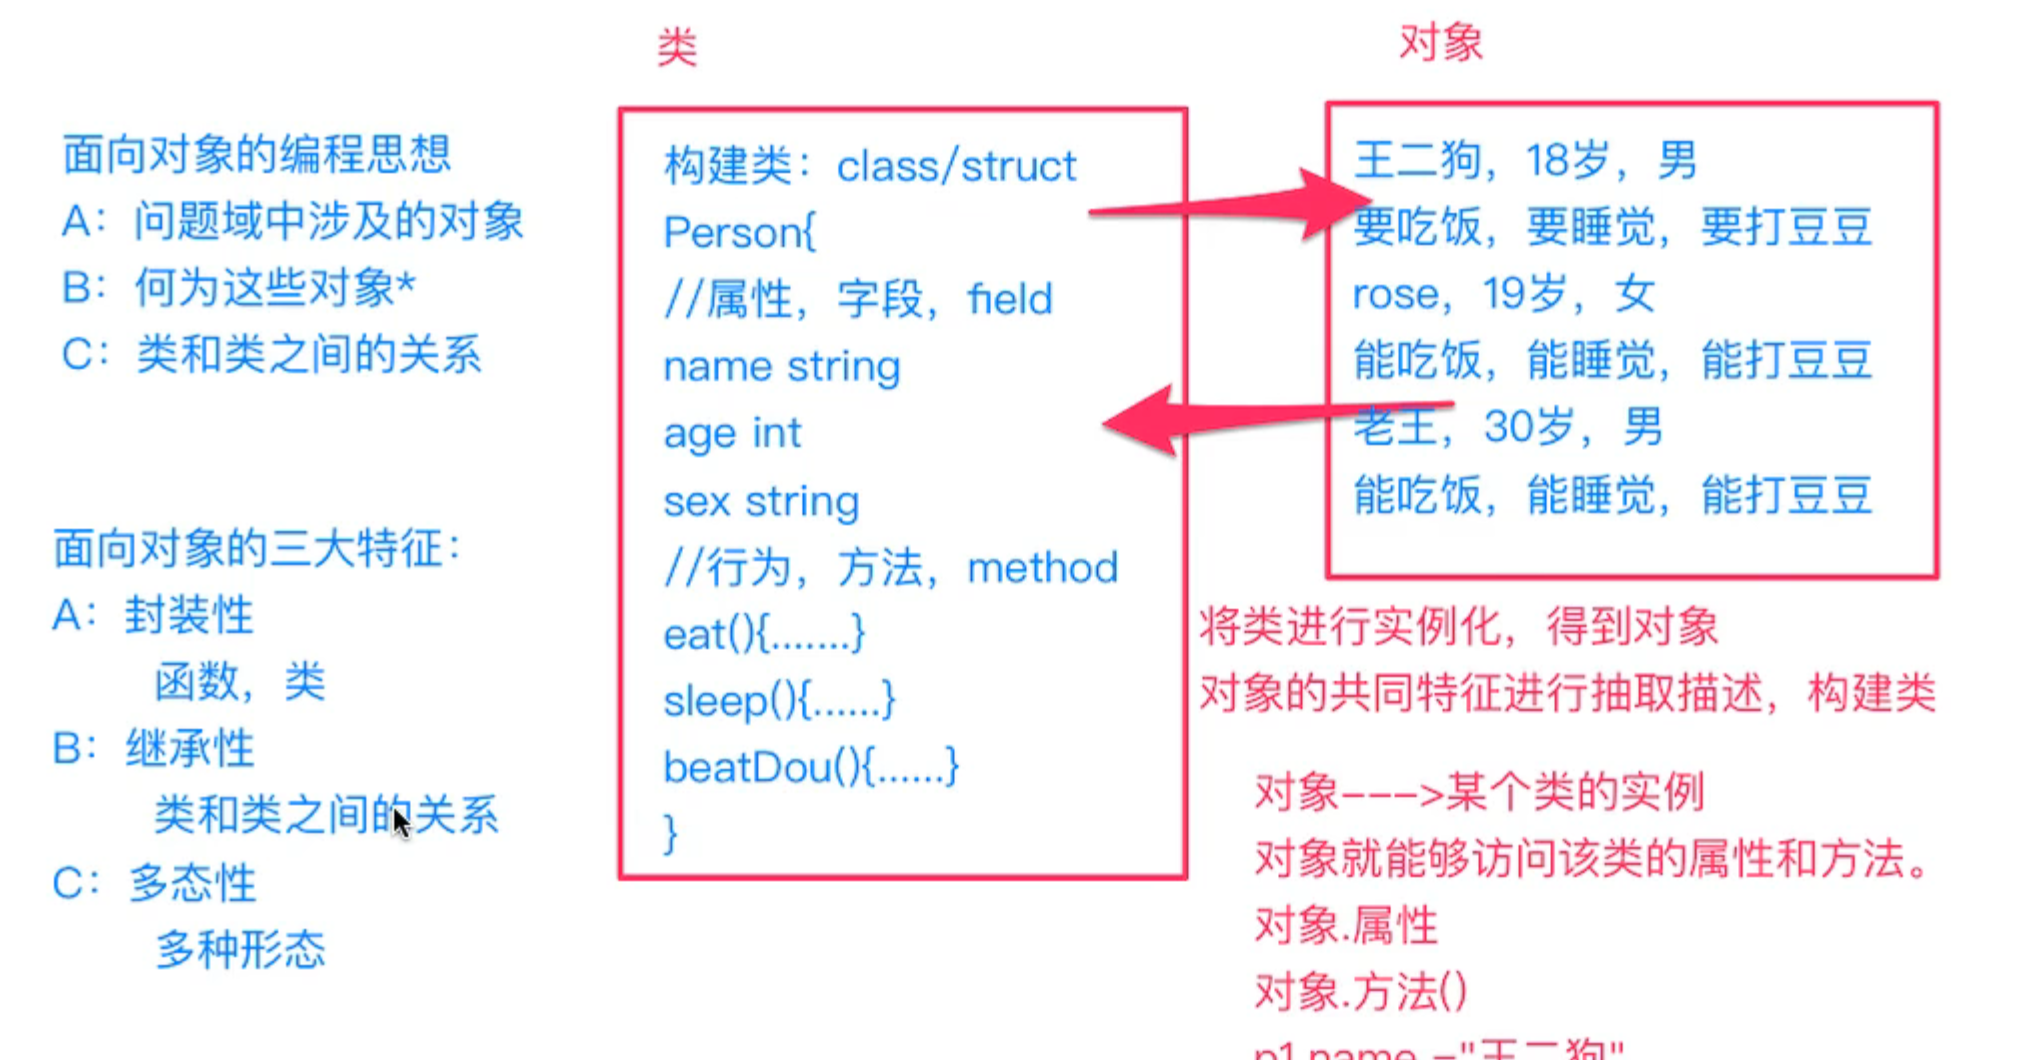 面向对象的编程思想
A：问题域中涉及的对象
B：何为这些对象*
C：类和类之间的关系
面向对象的三大特征：
A：封装性
函数，类
B：继承性
类和类之间的关系
C：多态性
多种形态
类
构建类：class/struct
Person{
//属性，字段，field
name string
age int
sex string
//行为，方法，method
eat(){.......}
sleep(){......}
beatDou(){......}
}
对象
王二狗，18岁，男
要吃饭，要睡觉，要打豆豆
rose，19岁，女
能吃饭，能睡觉，能打豆豆
老王，30岁，男
能吃饭，能睡觉，能打豆豆
将类进行实例化，得到对象
对象的共同特征进行抽取描述，构建类
对象--->某个类的实例
对象就能够访问该类的属性和方法。
对象.属性
对象.方法()
p1.name ="王二狗"